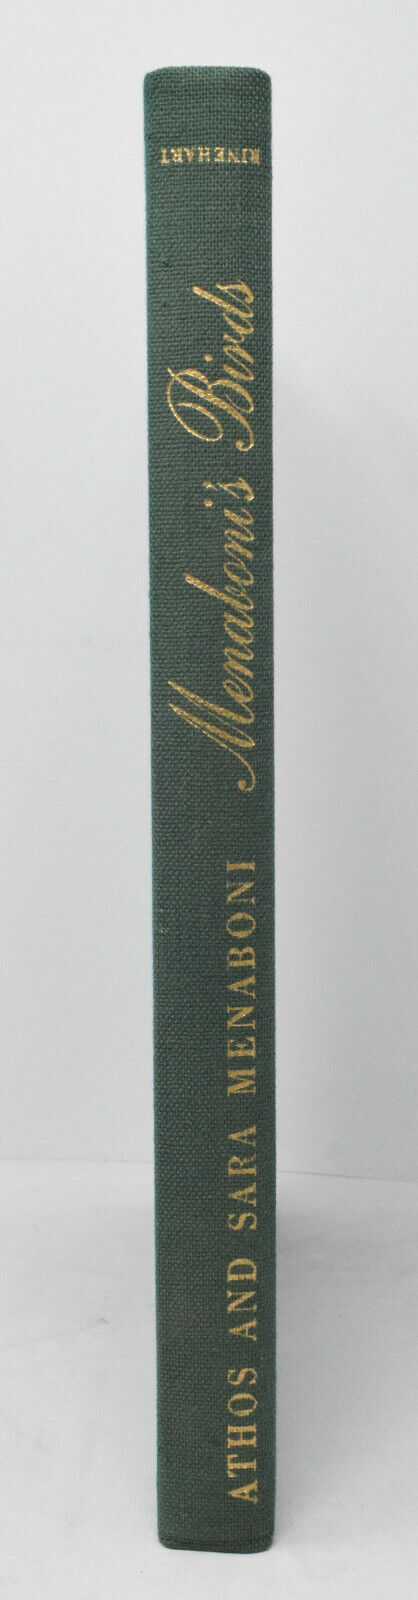 ATHOS AND SARA MENABONI Menaboni's Birds
RINEHART